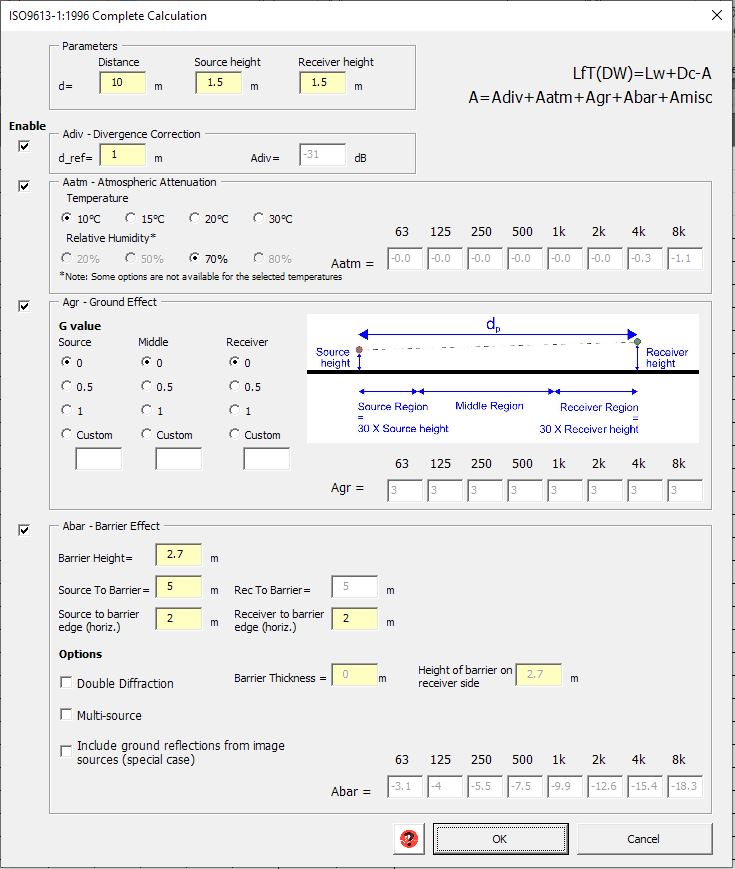 ISO9613-1:1996 Complete Calculation
Parameters
Distance Source height Receiver height
d= 10 m 1.5 m 1.5 m
LfT(DW)=Lw+Dc-A
A=Adiv+Aatm+Agr+Abar+Amisc
Enable
Adiv - Divergence Correction
d_ref= 1 m Adiv= -31 dB
Aatm - Atmospheric Attenuation
Temperature
10ºC 15ºC 20ºC 30ºC
Relative Humidity*
20% 50% 70% 80%
*Note: Some options are not available for the selected temperatures
63 125 250 500 1k 2k 4k 8k
Aatm = -0.0 -0.0 -0.0 -0.0 -0.0 -0.0 -0.3 -1.1
Agr - Ground Effect
G value
Source Middle Receiver
0 0 0
0.5 0.5 0.5
1 1 1
Custom Custom Custom
dp
Source height
Receiver height
Source Region = 30 X Source height
Middle Region
Receiver Region = 30 X Receiver height
63 125 250 500 1k 2k 4k 8k
Agr = 3 3 3 3 3 3 3 3
Abar - Barrier Effect
Barrier Height= 2.7 m
Source To Barrier= 5 m Rec To Barrier= 5 m
Source to barrier edge (horiz.) 2 m Receiver to barrier edge (horiz.) 2 m
Options
Double Diffraction Barrier Thickness = 0 m Height of barrier on receiver side 2.7 m
Multi-source
Include ground reflections from image
sources (special case)
63 125 250 500 1k 2k 4k 8k
Abar = -3.1 -4 -5.5 -7.5 -9.9 -12.6 -15.4 -18.3
? OK Cancel